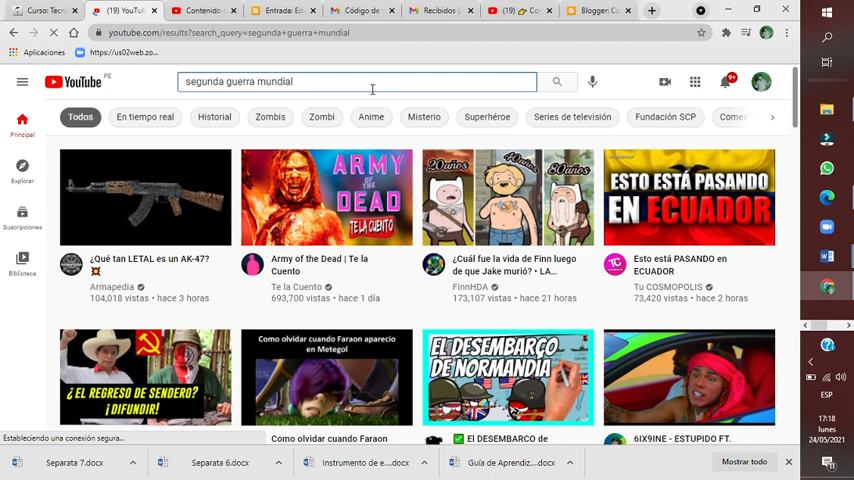 Curso: Tecn
(19) YouTub
Contenido
Entrada: Ed
Código de
Recibidos (
(19) 👉 Co
Blogger: Co
youtube.com/results?search_query=segunda+guerra+mundial
Aplicaciones
https://us02web.zo...
YouTube PE
segunda guerra mundial
9+
Todos
En tiempo real
Historial
Zombis
Zombi
Anime
Misterio
Superhéroe
Series de televisión
Fundación SCP
Comed
Principal
Explorar
Suscripciones
Biblioteca
ARMY
OF THE
DEAD
TE LA CUENTO
20años
40años
80años
ESTO ESTÁ PASANDO
EN ECUADOR
¿Qué tan LETAL es un AK-47?
💥
Armapedia
104,018 vistas • hace 3 horas
Army of the Dead | Te la
Cuento
Te la cuento
693,700 vistas • hace 1 día
¿Cuál fue la vida de Finn luego
de que Jake murió? • LA...
FinnHDA
173,107 vistas • hace 21 horas
Esto está PASANDO en
ECUADOR
Tu COSMOPOLIS
73,420 vistas • hace 2 horas
¿EL REGRESO DE SENDERO?
¡DIFUNDIR!
Como olvidar cuando Faraon aparecio
en Metegol
EL DESEMBARCO
DE NORMANDÍA
Como olvidar cuando Faraon
✅ El DESEMBARCO de
6IX9INE - ESTUPIDO FT.
Estableciendo una conexión segura...
Separata 7.docx
Separata 6.docx
Instrumento de e....docx
Guía de Aprendiz....docx
Mostrar todo
ESP
17:18
lunes
24/05/2021